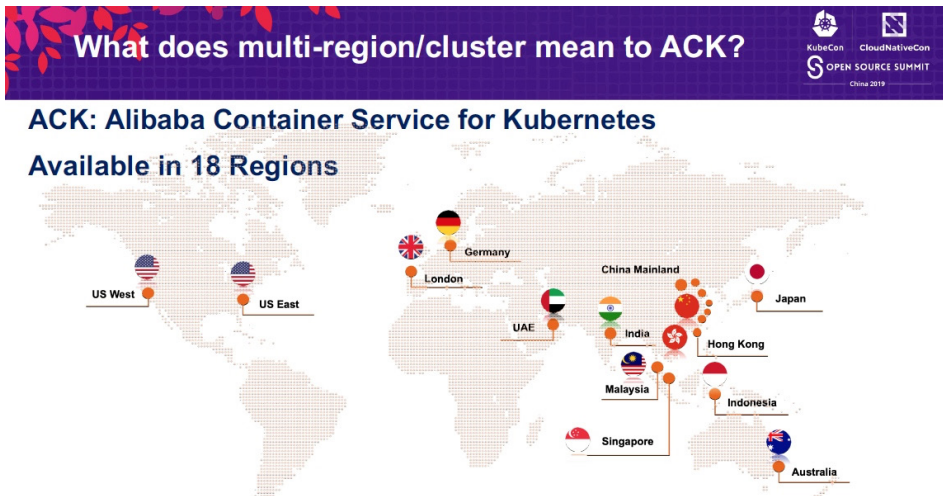 What does multi-region/cluster mean to ACK?
KubeCon
CloudNativeCon
OPEN SOURCE SUMMIT
China 2019
ACK: Alibaba Container Service for Kubernetes
Available in 18 Regions
Germany
London
China Mainland
US West
US East
Japan
UAE
India
Hong Kong
Malaysia
Indonesia
Singapore
Australia